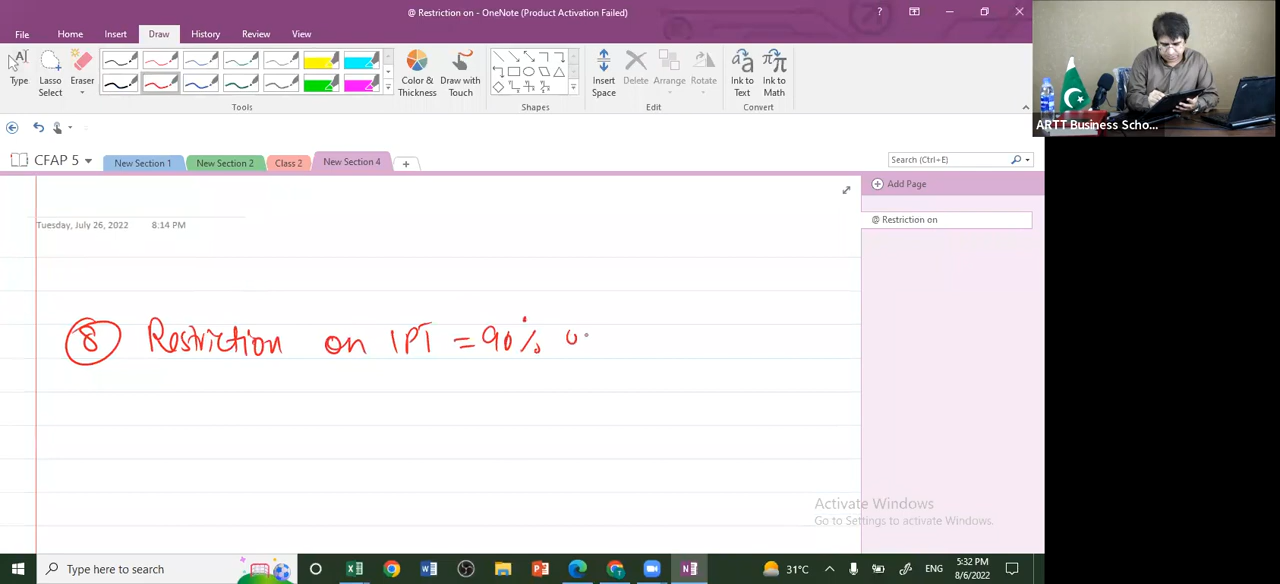 @ Restriction on - OneNote (Product Activation Failed)
?
File Home Insert Draw History Review View
Type
Lasso Select
Eraser
Color & Thickness
Draw with Touch
Insert Space
Delete
Arrange
Rotate
Ink to Text
Ink to Math
Tools
Shapes
Edit
Convert
ARTT Business Scho...
CFAP 5
New Section 1
New Section 2
Class 2
New Section 4
Search (Ctrl+E)
Add Page
@ Restriction on
Tuesday, July 26, 2022 8:14 PM
8 Restriction on IPT = 90%
Activate Windows
Go to Settings to activate Windows.
Type here to search
31°C
ENG
5:32 PM
8/6/2022